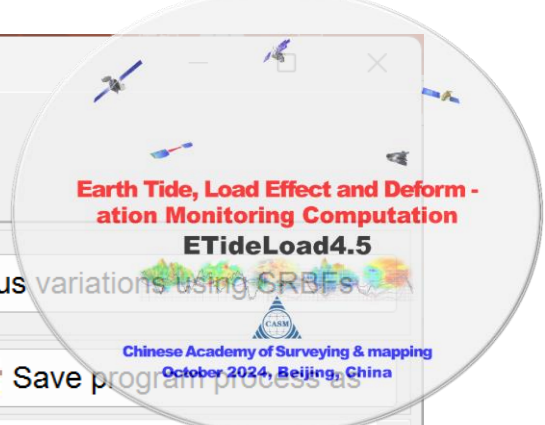 Earth Tide, Load Effect and Deform -
ation Monitoring Computation
ETideLoad4.5
us variations using SRBFs
CASM
Chinese Academy of Surveying & mapping
Save program process as
October 2024, Beijing, China